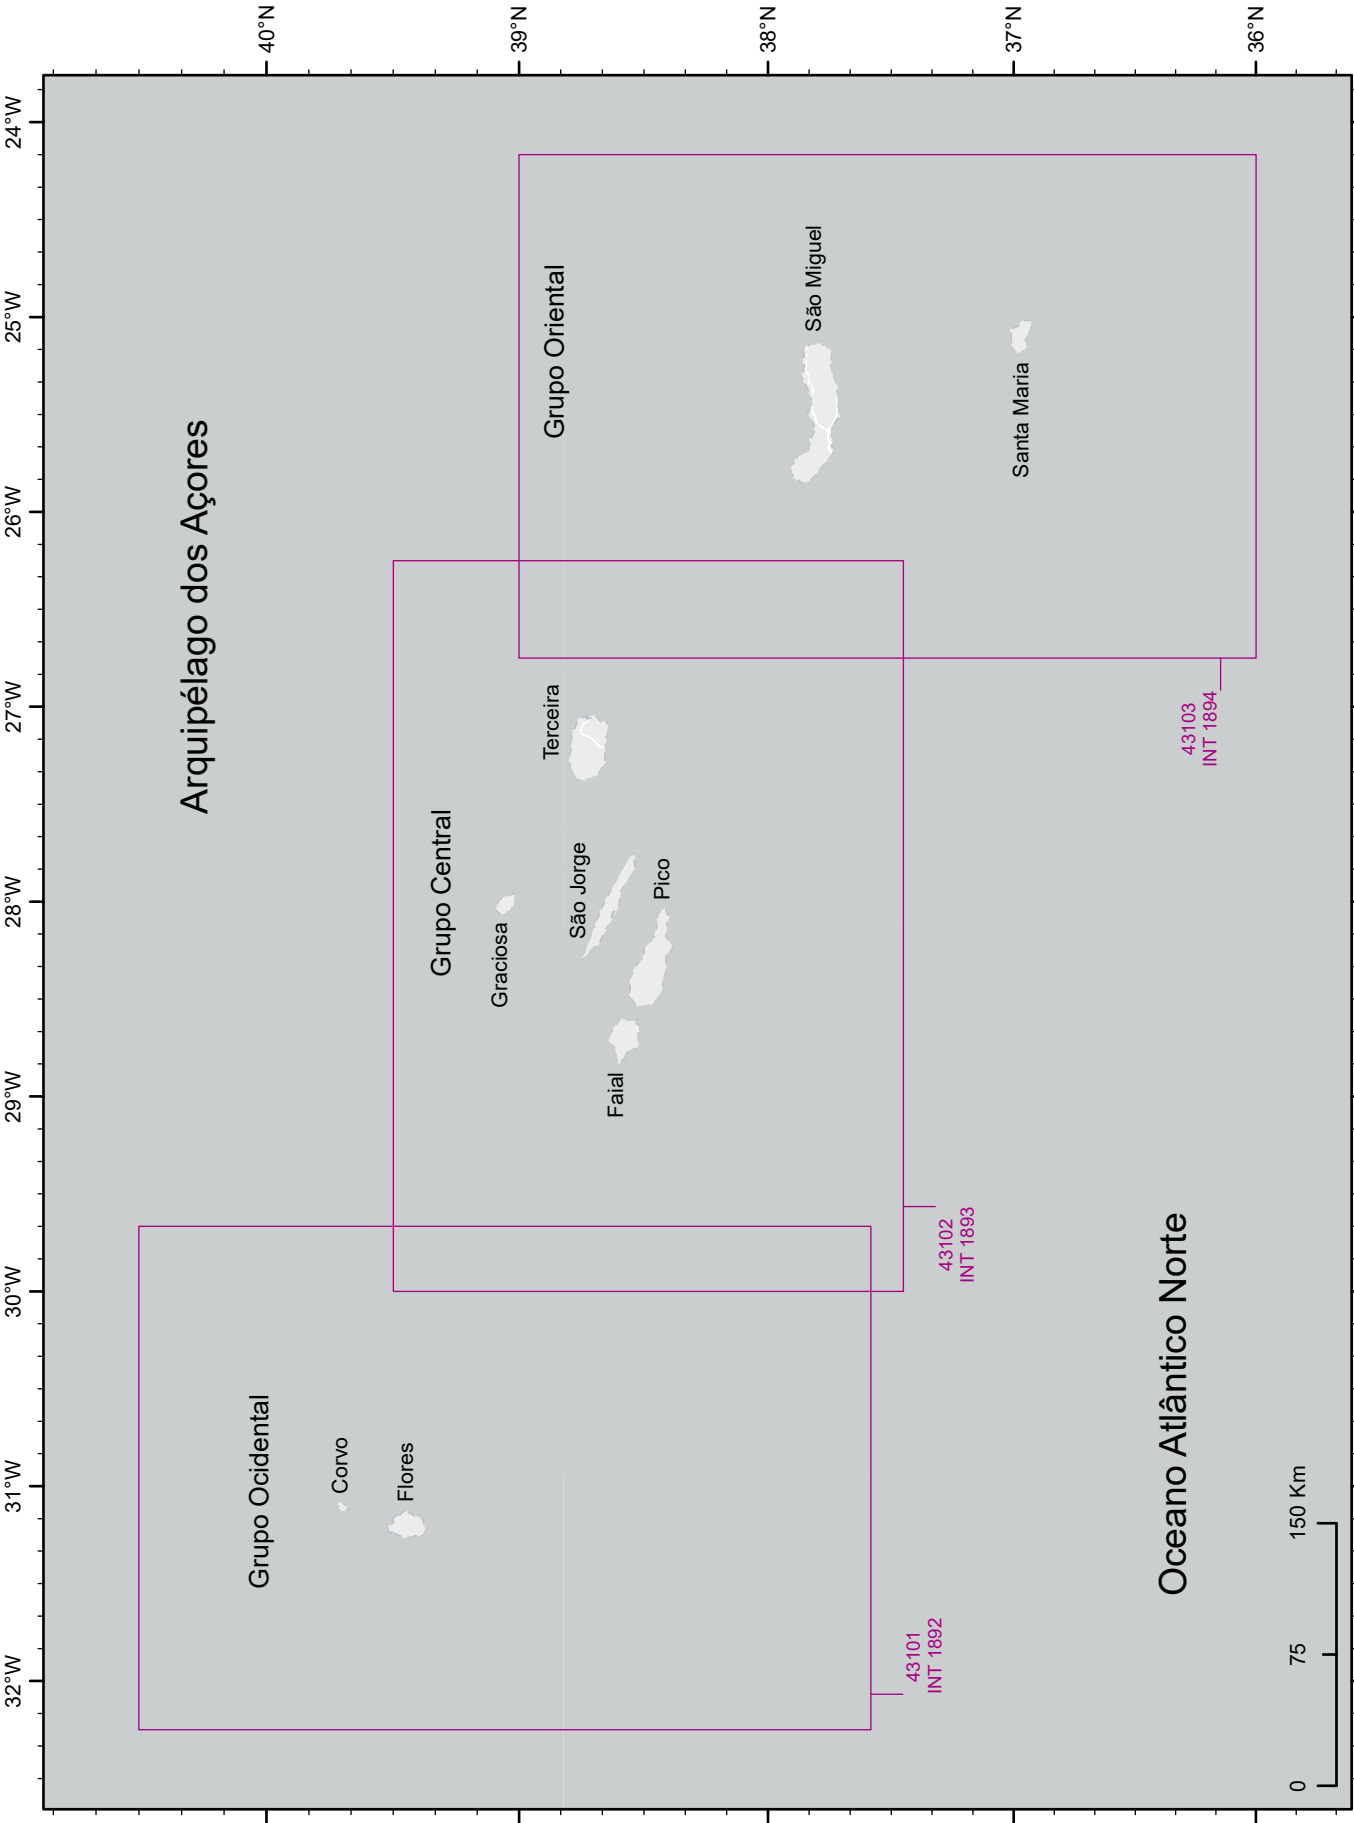 32°W
31°W
30°W
29°W
28°W
27°W
26°W
25°W
24°W
Arquipélago dos Açores
40°N
Grupo Ocidental
Corvo
Flores
Grupo Central
Graciosa
39°N
Terceira
Grupo Oriental
São Jorge
Faial
Pico
38°N
São Miguel
43101
INT 1892
43102
INT 1893
37°N
Santa Maria
Oceano Atlântico Norte
43103
INT 1894
36°N
0
75
150 Km